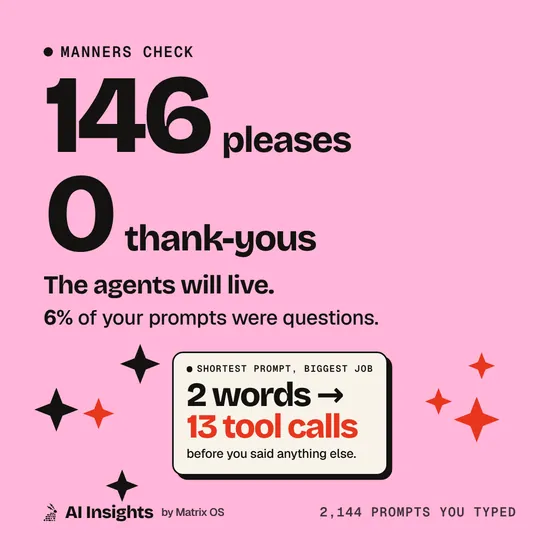 MANNERS CHECK
146 pleases
0 thank-yous
The agents will live.
6% of your prompts were questions.
SHORTEST PROMPT, BIGGEST JOB
2 words →
13 tool calls
before you said anything else.
AI Insights by Matrix OS
2,144 PROMPTS YOU TYPED